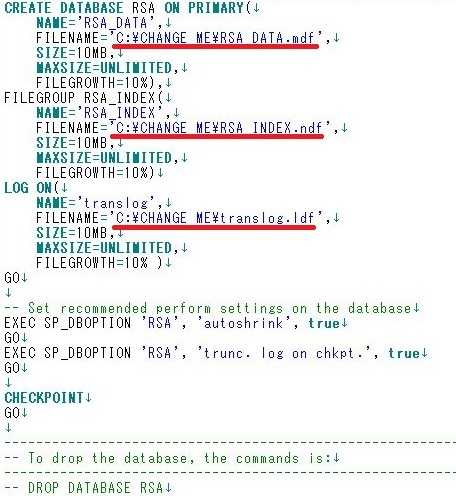 CREATE DATABASE RSA ON PRIMARY(↓
NAME='RSA_DATA',↓
FILENAME='C:¥CHANGE_ME¥RSA_DATA.mdf',↓
SIZE=10MB,↓
MAXSIZE=UNLIMITED,↓
FILEGROWTH=10%),↓
FILEGROUP RSA_INDEX(↓
NAME='RSA_INDEX',↓
FILENAME='C:¥CHANGE_ME¥RSA_INDEX.ndf',↓
SIZE=10MB,↓
MAXSIZE=UNLIMITED,↓
FILEGROWTH=10%)↓
LOG ON(↓
NAME='translog',↓
FILENAME='C:¥CHANGE_ME¥translog.ldf',↓
SIZE=10MB,↓
MAXSIZE=UNLIMITED,↓
FILEGROWTH=10% )↓
GO↓
↓
-- Set recommended perform settings on the database↓
EXEC SP_DBOPTION 'RSA', 'autoshrink', true↓
GO↓
EXEC SP_DBOPTION 'RSA', 'trunc. log on chkpt.', true↓
GO↓
↓
CHECKPOINT↓
GO↓
↓
------------------------------------------------------------
-- To drop the database, the commands is:↓
------------------------------------------------------------
-- DROP DATABASE RSA↓